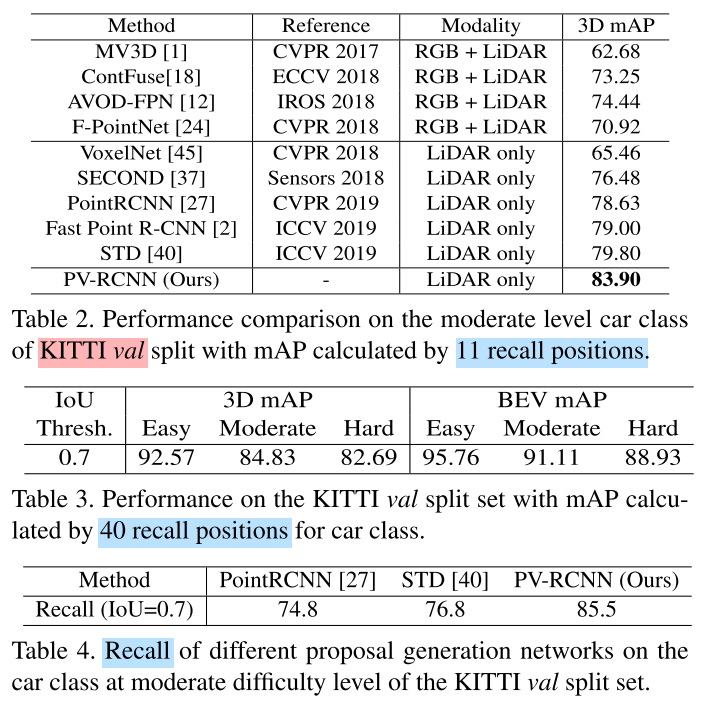 Method Reference Modality 3D mAP
MV3D [1] CVPR 2017 RGB + LiDAR 62.68
ContFuse[18] ECCV 2018 RGB + LiDAR 73.25
AVOD-FPN [12] IROS 2018 RGB + LiDAR 74.44
F-PointNet [24] CVPR 2018 RGB + LiDAR 70.92
VoxelNet [45] CVPR 2018 LiDAR only 65.46
SECOND [37] Sensors 2018 LiDAR only 76.48
PointRCNN [27] CVPR 2019 LiDAR only 78.63
Fast Point R-CNN [2] ICCV 2019 LiDAR only 79.00
STD [40] ICCV 2019 LiDAR only 79.80
PV-RCNN (Ours) - LiDAR only 83.90
Table 2. Performance comparison on the moderate level car class
of KITTI val split with mAP calculated by 11 recall positions.
IoU 3D mAP BEV mAP
Thresh. Easy Moderate Hard Easy Moderate Hard
0.7 92.57 84.83 82.69 95.76 91.11 88.93
Table 3. Performance on the KITTI val split set with mAP calcu-
lated by 40 recall positions for car class.
Method PointRCNN [27] STD [40] PV-RCNN (Ours)
Recall (IoU=0.7) 74.8 76.8 85.5
Table 4. Recall of different proposal generation networks on the
car class at moderate difficulty level of the KITTI val split set.